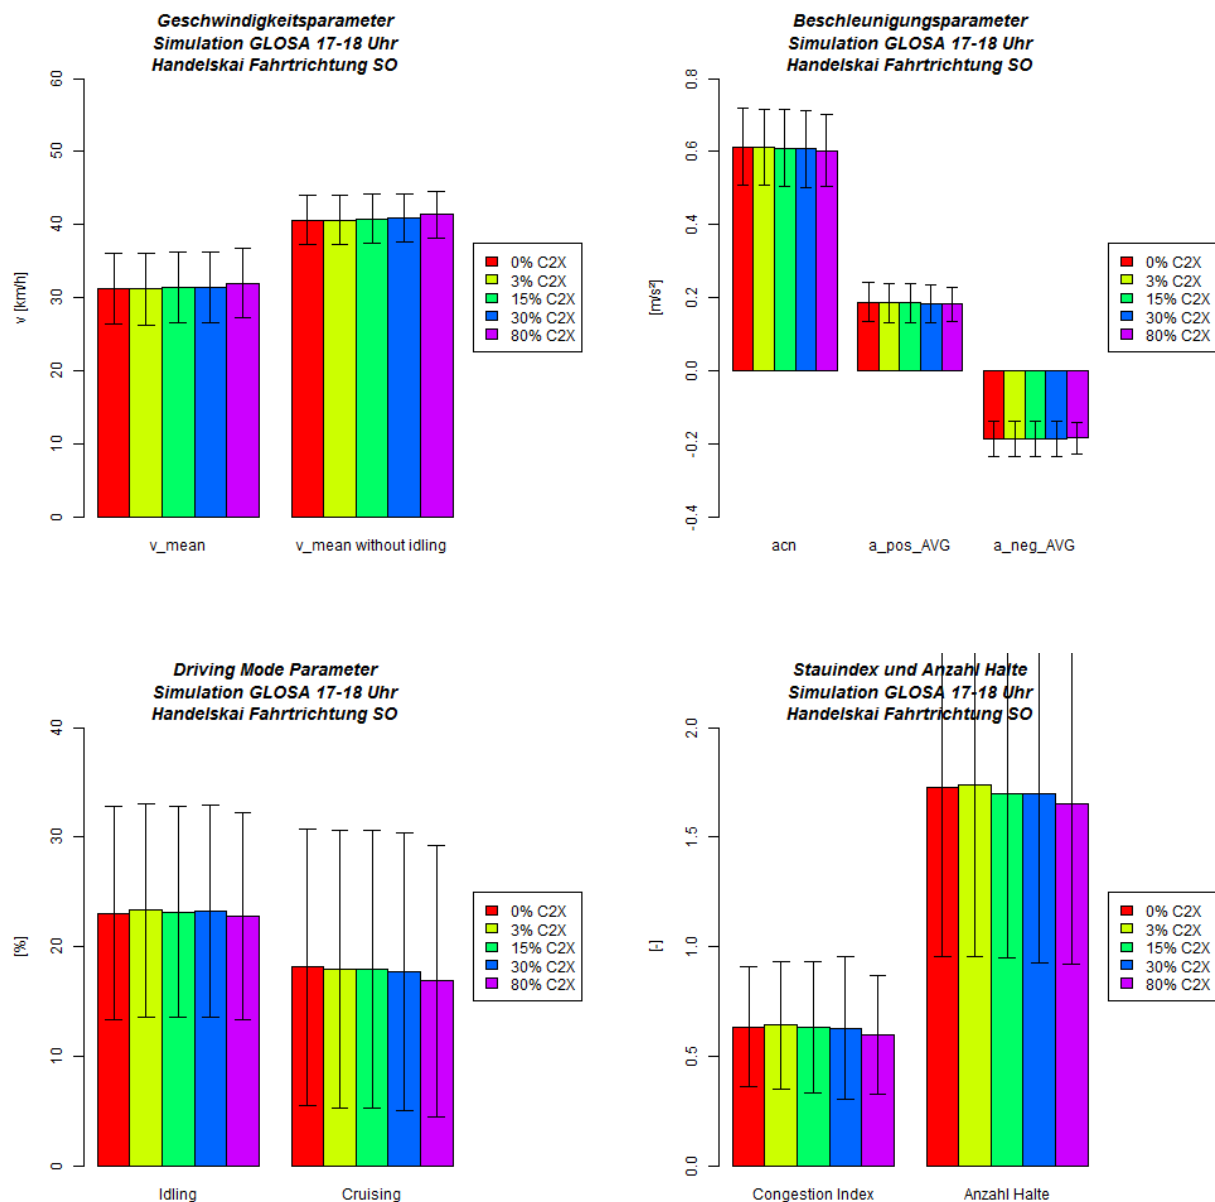 Geschwindigkeitsparameter
Simulation GLOSA 17-18 Uhr
Handelskai Fahrtrichtung SO
v [km/h]
60
50
40
30
20
10
0
v_mean
v_mean without idling
0% C2X
3% C2X
15% C2X
30% C2X
80% C2X
Beschleunigungsparameter
Simulation GLOSA 17-18 Uhr
Handelskai Fahrtrichtung SO
[m/s²]
0.8
0.6
0.4
0.2
0.0
-0.2
-0.4
acn
a_pos_AVG
a_neg_AVG
0% C2X
3% C2X
15% C2X
30% C2X
80% C2X
Driving Mode Parameter
Simulation GLOSA 17-18 Uhr
Handelskai Fahrtrichtung SO
[%]
40
30
20
10
0
Idling
Cruising
0% C2X
3% C2X
15% C2X
30% C2X
80% C2X
Stauindex und Anzahl Halte
Simulation GLOSA 17-18 Uhr
Handelskai Fahrtrichtung SO
[-]
2.0
1.5
1.0
0.5
0.0
Congestion Index
Anzahl Halte
0% C2X
3% C2X
15% C2X
30% C2X
80% C2X